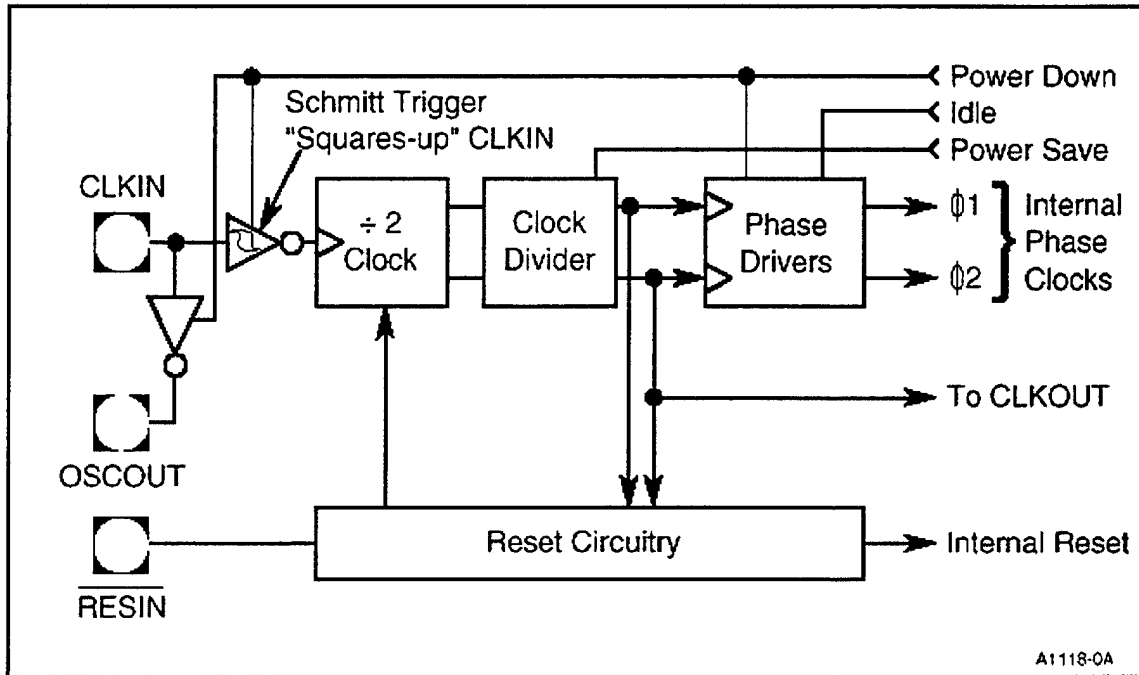 Power Down
Idle
Power Save
Schmitt Trigger
"Squares-up" CLKIN
CLKIN
÷ 2
Clock
Clock
Divider
Phase
Drivers
ϕ1
ϕ2
Internal
Phase
Clocks
To CLKOUT
OSCOUT
Reset Circuitry
Internal Reset
RESIN
A1118-0A